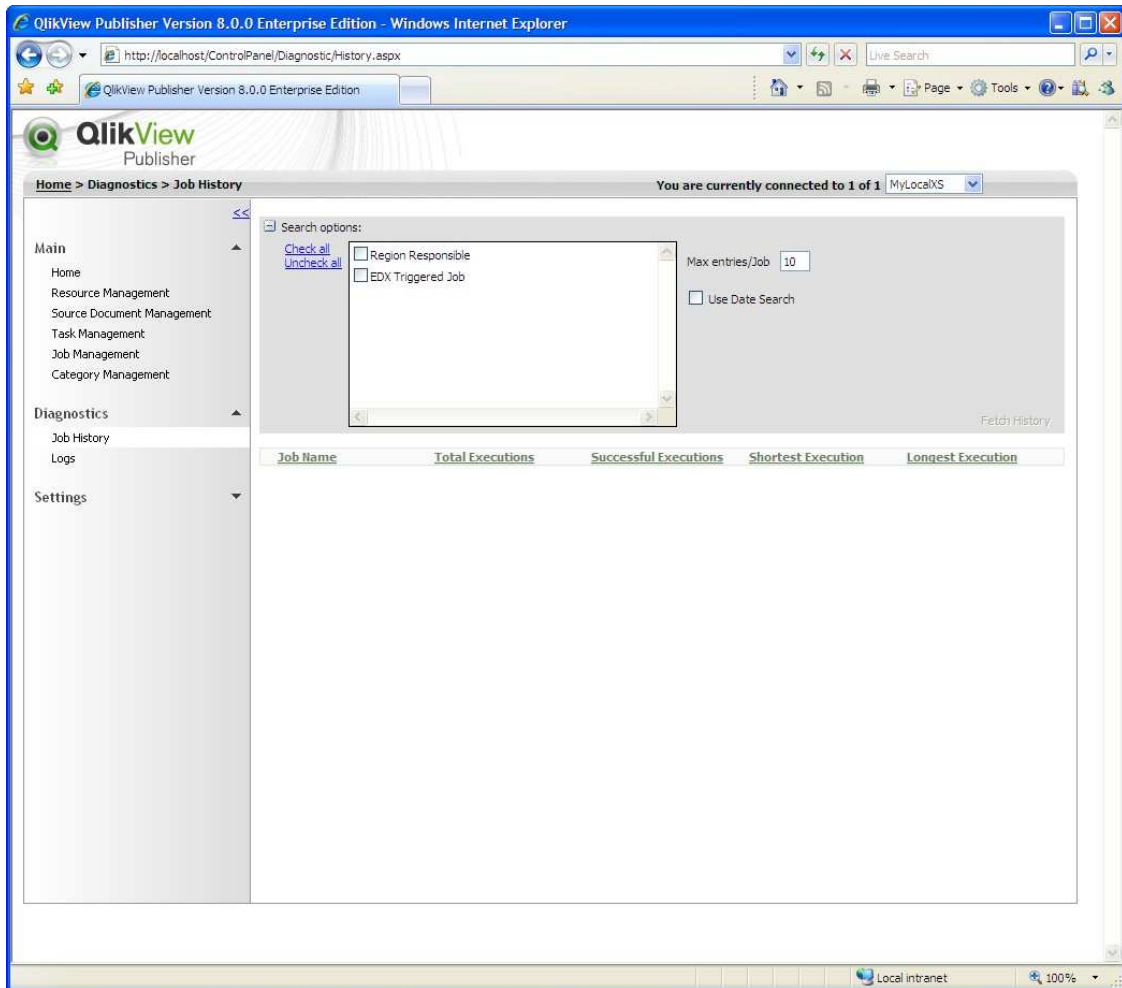 QlikView Publisher Version 8.0.0 Enterprise Edition - Windows Internet Explorer
http://localhost/ControlPanel/Diagnostic/History.aspx
Live Search
QlikView Publisher Version 8.0.0 Enterprise Edition
Page
Tools
QlikView
Publisher
Home > Diagnostics > Job History
You are currently connected to 1 of 1 MyLocalXS
<<
Main
Home
Resource Management
Source Document Management
Task Management
Job Management
Category Management
Diagnostics
Job History
Logs
Settings
Search options:
Check all
Uncheck all
Region Responsible
EDX Triggered Job
Max entries/Job 10
Use Date Search
Fetch History
Job Name Total Executions Successful Executions Shortest Execution Longest Execution
Local intranet
100%